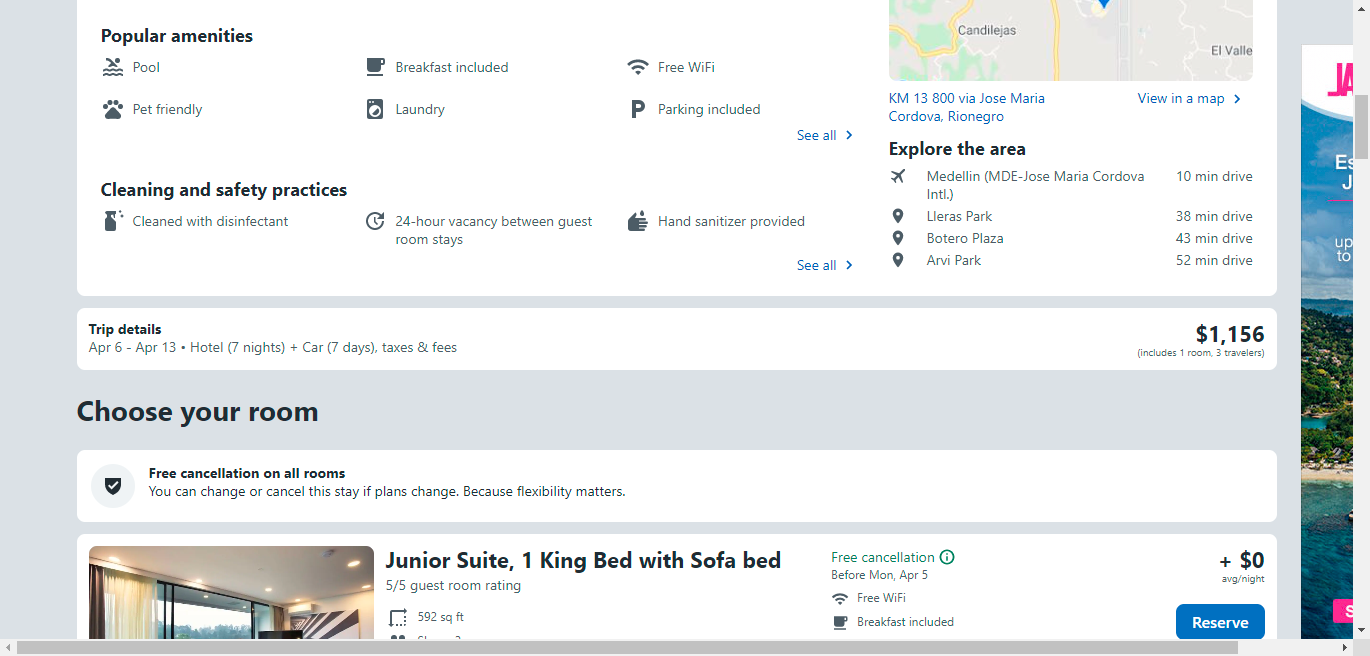 Popular amenities
Pool
Breakfast included
Free WiFi
Pet friendly
Laundry
Parking included
See all
Cleaning and safety practices
Cleaned with disinfectant
24-hour vacancy between guest
room stays
Hand sanitizer provided
See all
Candilejas
El Valle
KM 13 800 via Jose Maria
Cordova, Rionegro
View in a map
Explore the area
Medellin (MDE-Jose Maria Cordova
Intl.)
10 min drive
Lleras Park
38 min drive
Botero Plaza
43 min drive
Arvi Park
52 min drive
JA
Es
J
up
to
S
Trip details
Apr 6 - Apr 13 • Hotel (7 nights) + Car (7 days), taxes & fees
$1,156
(includes 1 room, 3 travelers)
Choose your room
Free cancellation on all rooms
You can change or cancel this stay if plans change. Because flexibility matters.
Junior Suite, 1 King Bed with Sofa bed
5/5 guest room rating
592 sq ft
Free cancellation
Before Mon, Apr 5
Free WiFi
Breakfast included
+ $0
avg/night
Reserve